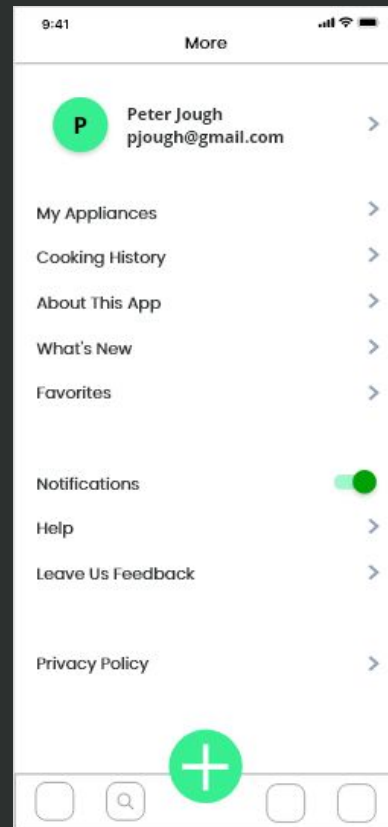 9:41
More
P
Peter Jough
pjough@gmail.com
My Appliances
Cooking History
About This App
What's New
Favorites
Notifications
Help
Leave Us Feedback
Privacy Policy